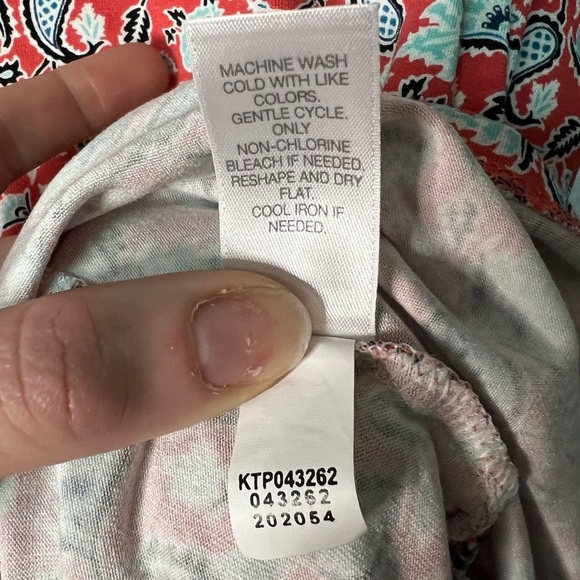 MACHINE WASH
COLD WITH LIKE
COLORS.
GENTLE CYCLE.
ONLY
NON-CHLORINE
BLEACH IF NEEDED.
RESHAPE AND DRY
FLAT.
COOL IRON IF
NEEDED.
KTP043262
043262
202054